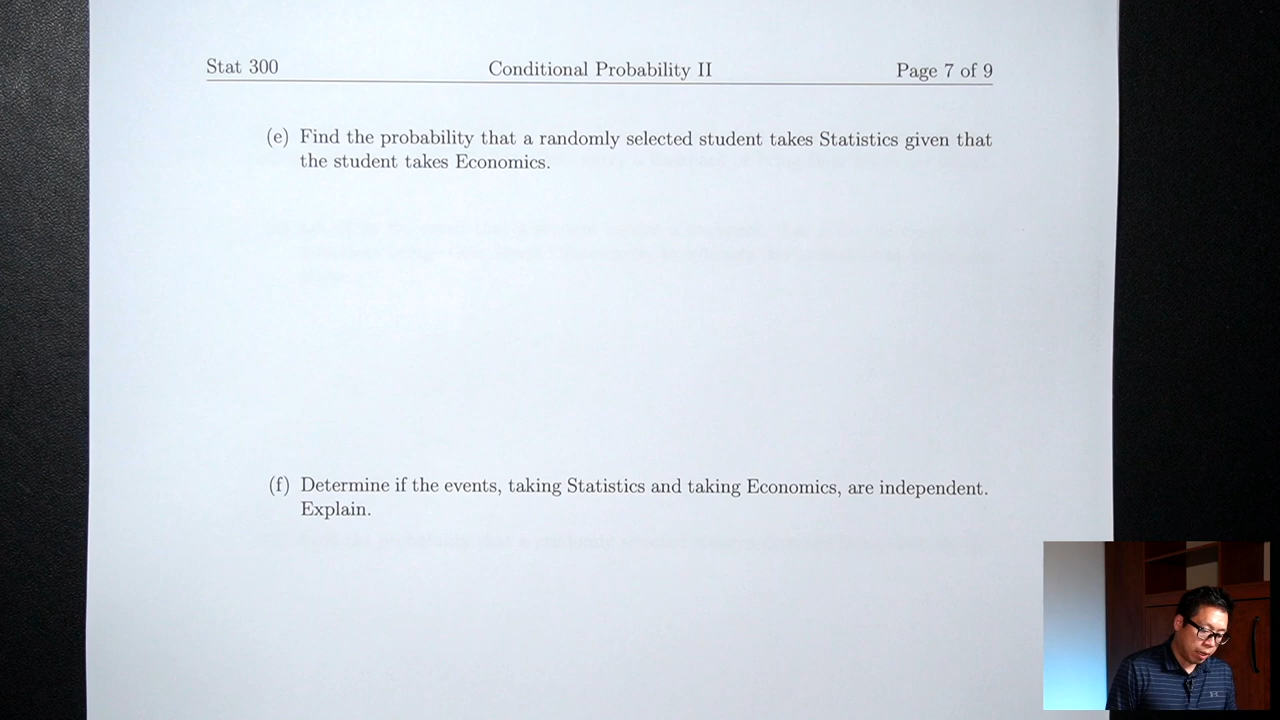 Stat 300 Conditional Probability II Page 7 of 9
(e) Find the probability that a randomly selected student takes Statistics given that
the student takes Economics.
(f) Determine if the events, taking Statistics and taking Economics, are independent.
Explain.